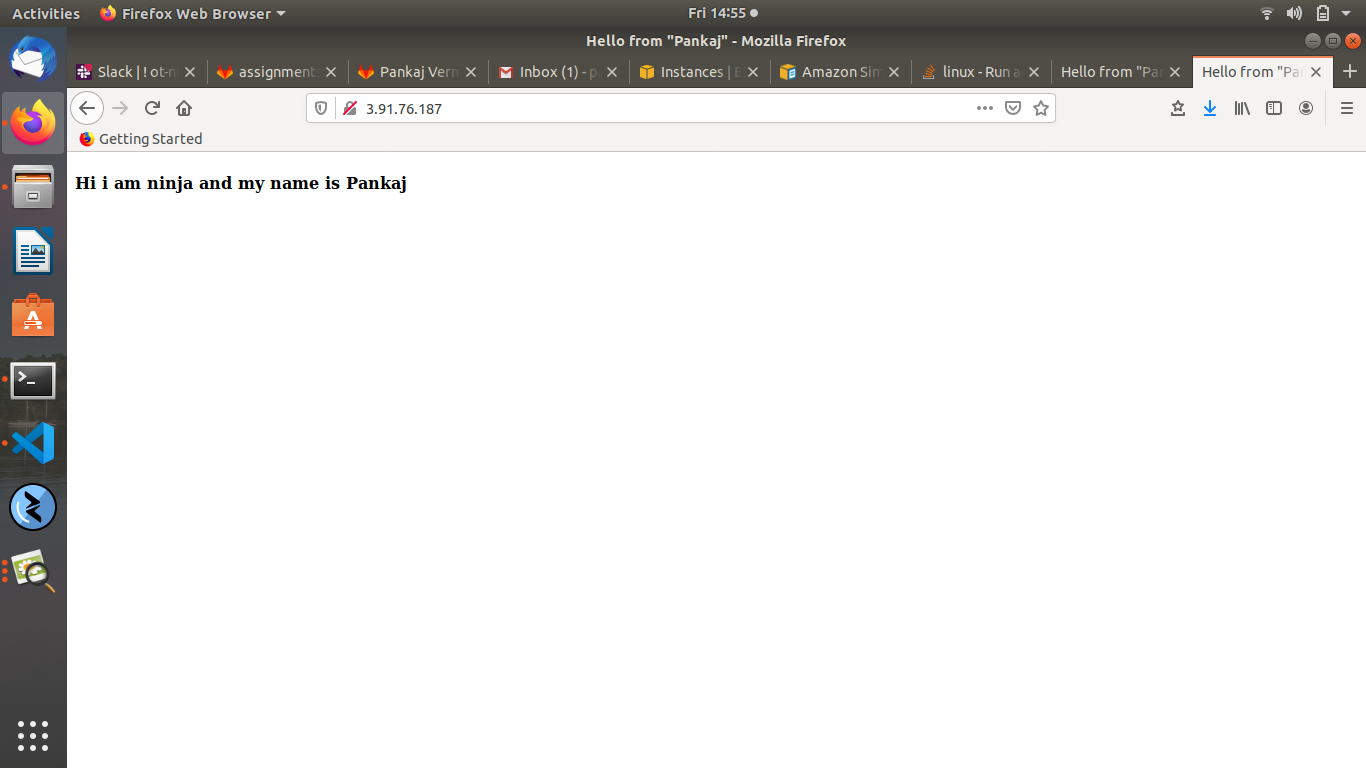 Activities Firefox Web Browser Fri 14:55
Hello from "Pankaj" - Mozilla Firefox
Slack | ! ot-n assignment Pankaj Verm Inbox (1) - p Instances | E Amazon Sim linux - Run a Hello from "Pa Hello from "Pan
3.91.76.187
Getting Started
Hi i am ninja and my name is Pankaj